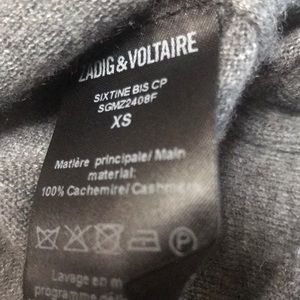 ZADIG&VOLTAIRE
SIXTINE BIS CP
SGMZ2408F
XS
Matière principale/ Main
material:
100% Cachemire/
P
Lavage en
programme